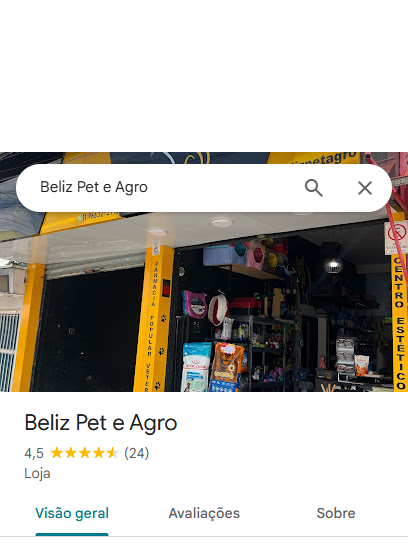 Beliz Pet e Agro
FARMÁCIA POPULAR VETER
CENTRO ESTÉTICO
Beliz Pet e Agro
4,5 (24)
Loja
Visão geral
Avaliações
Sobre